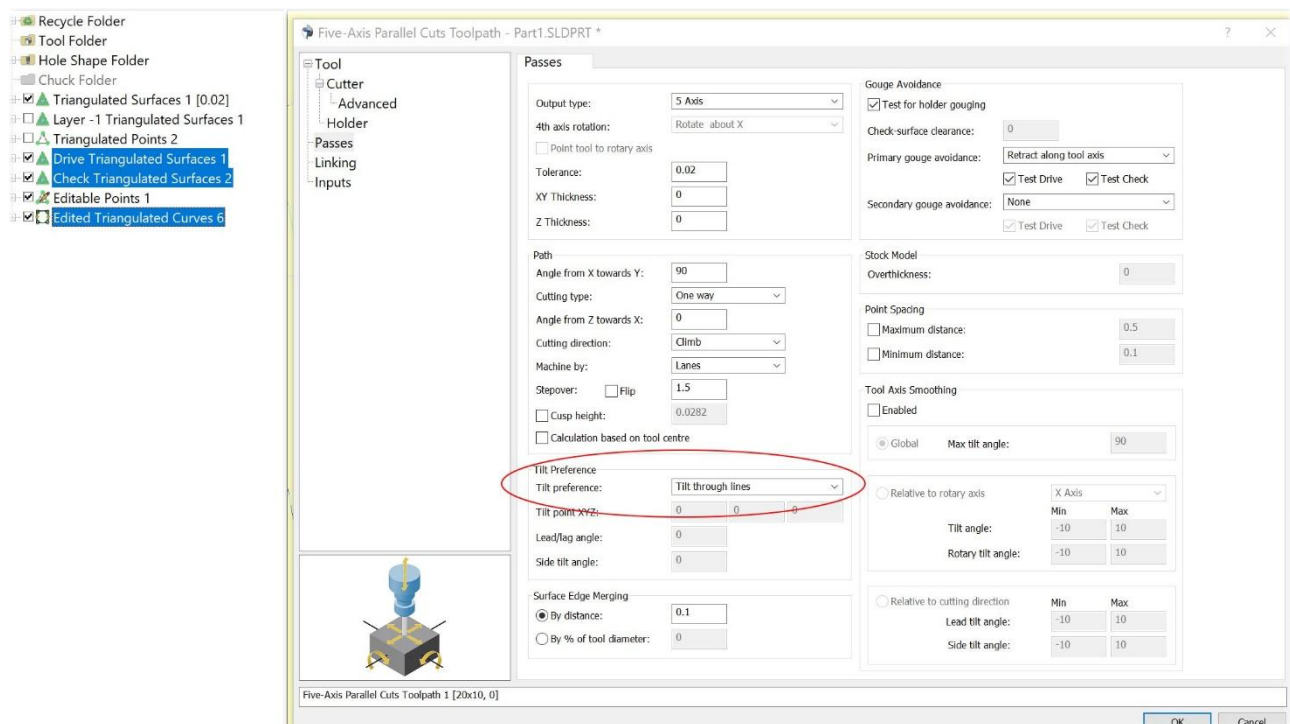 Recycle Folder
Tool Folder
Hole Shape Folder
Chuck Folder
Triangulated Surfaces 1 [0.02]
Layer -1 Triangulated Surfaces 1
Triangulated Points 2
Drive Triangulated Surfaces 1
Check Triangulated Surfaces 2
Editable Points 1
Edited Triangulated Curves 6
Five-Axis Parallel Cuts Toolpath - Part1.SLDPRT *
?
Tool
Cutter
Advanced
Holder
Passes
Linking
Inputs
Passes
Output type: 5 Axis
4th axis rotation: Rotate about X
Point tool to rotary axis
Tolerance: 0.02
XY Thickness: 0
Z Thickness: 0
Path
Angle from X towards Y: 90
Cutting type: One way
Angle from Z towards X: 0
Cutting direction: Climb
Machine by: Lanes
Stepover: Flip 1.5
Cusp height: 0.0282
Calculation based on tool centre
Tilt Preference
Tilt preference: Tilt through lines
Tilt point XYZ: 0 0 0
Lead/lag angle: 0
Side tilt angle: 0
Surface Edge Merging
By distance: 0.1
By % of tool diameter: 0
Gouge Avoidance
Test for holder gouging
Check-surface clearance: 0
Primary gouge avoidance: Retract along tool axis
Test Drive Test Check
Secondary gouge avoidance: None
Test Drive Test Check
Stock Model
Overthickness: 0
Point Spacing
Maximum distance: 0.5
Minimum distance: 0.1
Tool Axis Smoothing
Enabled
Global Max tilt angle: 90
Relative to rotary axis X Axis
Min Max
Tilt angle: -10 10
Rotary tilt angle: -10 10
Relative to cutting direction Min Max
Lead tilt angle: -10 10
Side tilt angle: -10 10
Five-Axis Parallel Cuts Toolpath 1 [20x10, 0]
OK Cancel